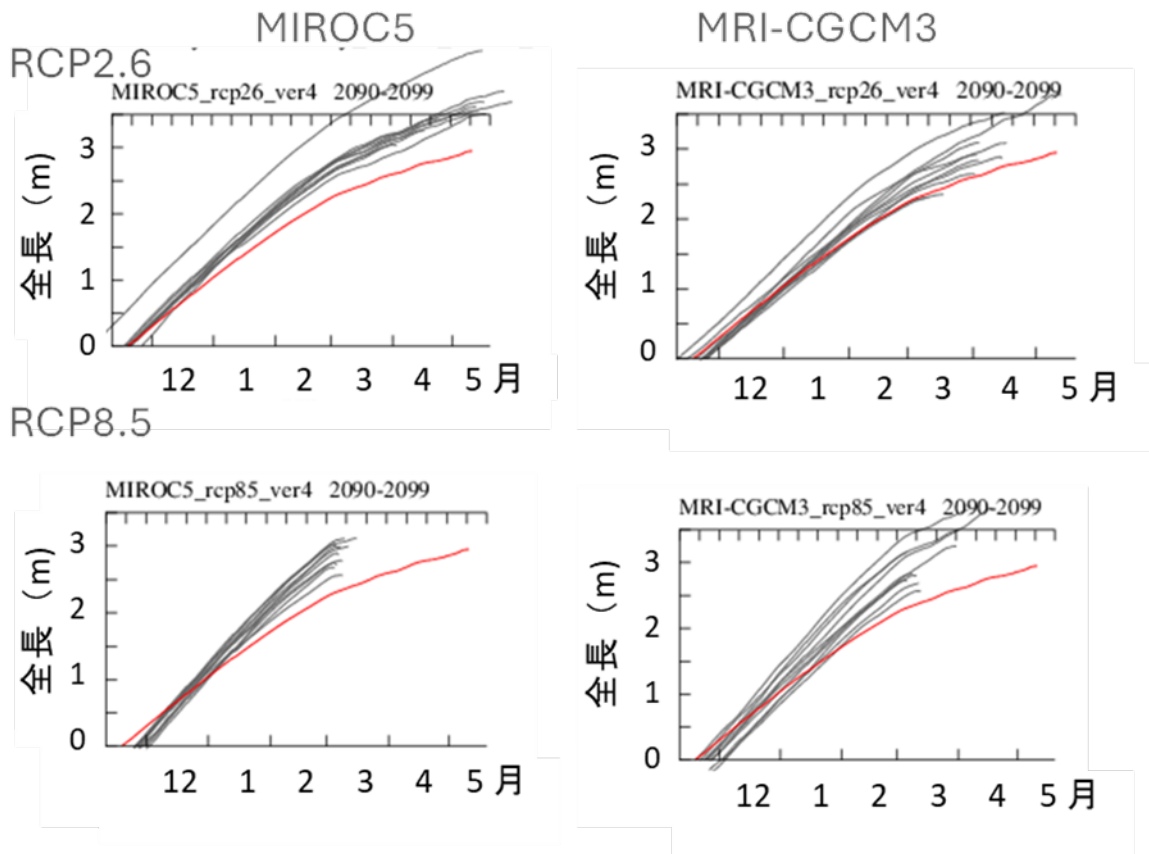 MIROC5
MRI-CGCM3
RCP2.6
MIROC5_rcp26_ver4 2090-2099
MRI-CGCM3_rcp26_ver4 2090-2099
全長（m）
3
2
1
0
12 1 2 3 4 5 月
全長（m）
3
2
1
0
12 1 2 3 4 5 月
RCP8.5
MIROC5_rcp85_ver4 2090-2099
MRI-CGCM3_rcp85_ver4 2090-2099
全長（m）
3
2
1
0
12 1 2 3 4 5 月
全長（m）
3
2
1
0
12 1 2 3 4 5 月